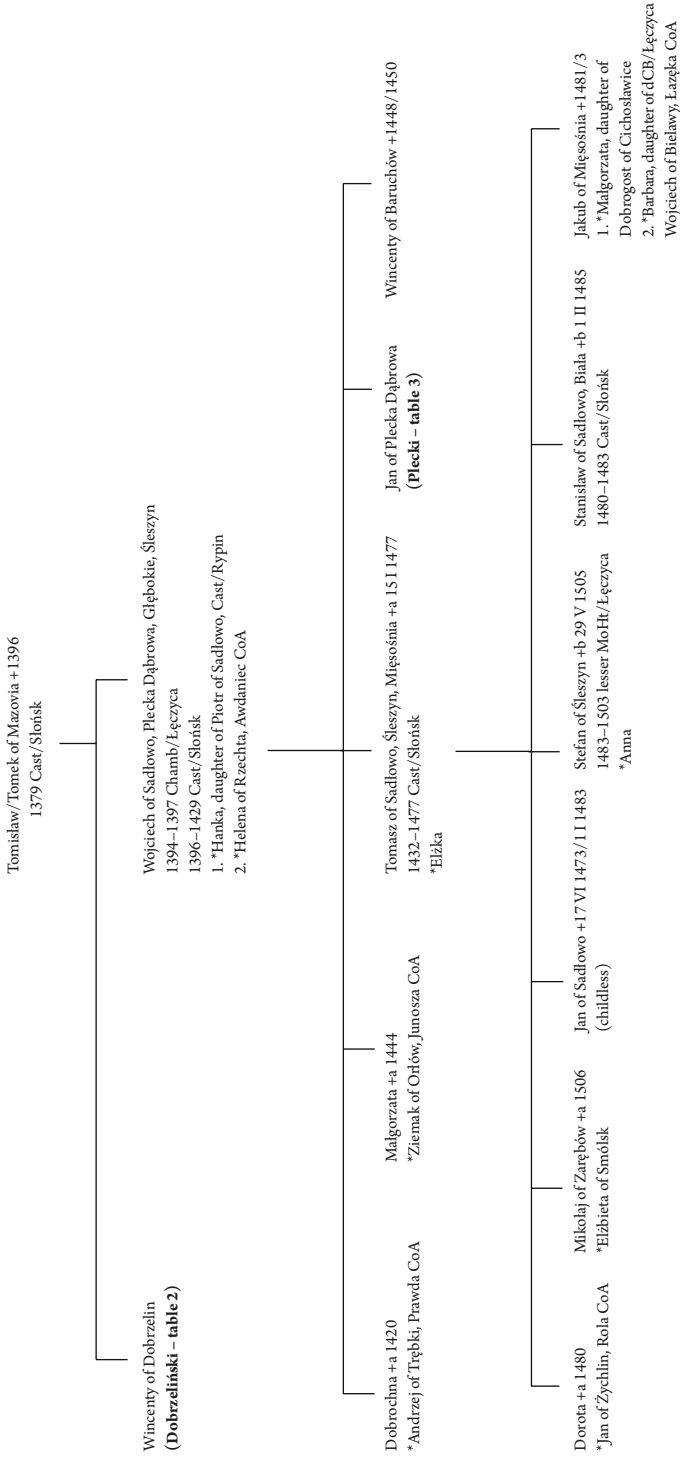 Tomisław/Tomek of Mazovia +1396
1379 Cast/Słońsk
Wincenty of Dobrzelin
(Dobrzeliński – table 2)
Wojciech of Sadłowo, Plecka Dąbrowa, Głębokie, Śleszyn
1394–1397 Chamb/Łęczyca
1396–1429 Cast/Słońsk
1. *Hanka, daughter of Piotr of Sadłowo, Cast/Rypin
2. *Helena of Rzechta, Awdaniec CoA
Dobrochna +a 1420
*Andrzej of Trębki, Prawda CoA
Małgorzata +a 1444
*Ziemak of Orłów, Junosza CoA
Tomasz of Sadłowo, Śleszyn, Mięsośnia +a 15 I 1477
1432–1477 Cast/Słońsk
*Elżka
Jan of Plecka Dąbrowa
(Plecki – table 3)
Wincenty of Baruchów +1448/1450
Dorota +a 1480
*Jan of Żychlin, Rola CoA
Mikołaj of Zarębów +a 1506
*Elżbieta of Smólsk
Jan of Sadłowo +17 VI 1473/11 I 1483
(childless)
Stefan of Śleszyn +b 29 V 1505
1483–1503 lesser MoHt/Łęczyca
*Anna
Stanisław of Sadłowo, Biała +b 1 II 1485
1480–1483 Cast/Słońsk
Jakub of Mięsośnia +1481/3
1. *Małgorzata, daughter of
Dobrogost of Cichosławice
2. *Barbara, daughter of dCB/Łęczyca
Wojciech of Bielawy, Łazęka CoA